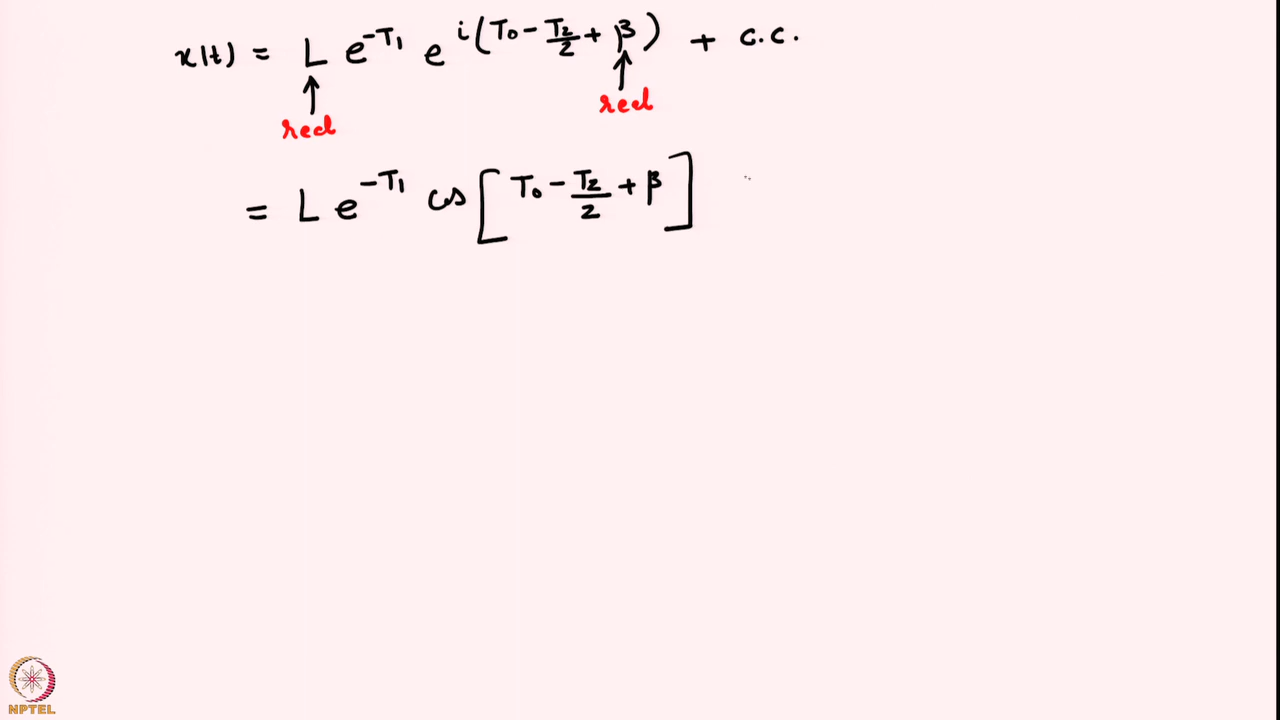 x(t) = L e^{-T₁} e^{i(T₀ - T₂/2 + β)} + c.c.
real real
= L e^{-T₁} cos[T₀ - T₂/2 + β]
NPTEL